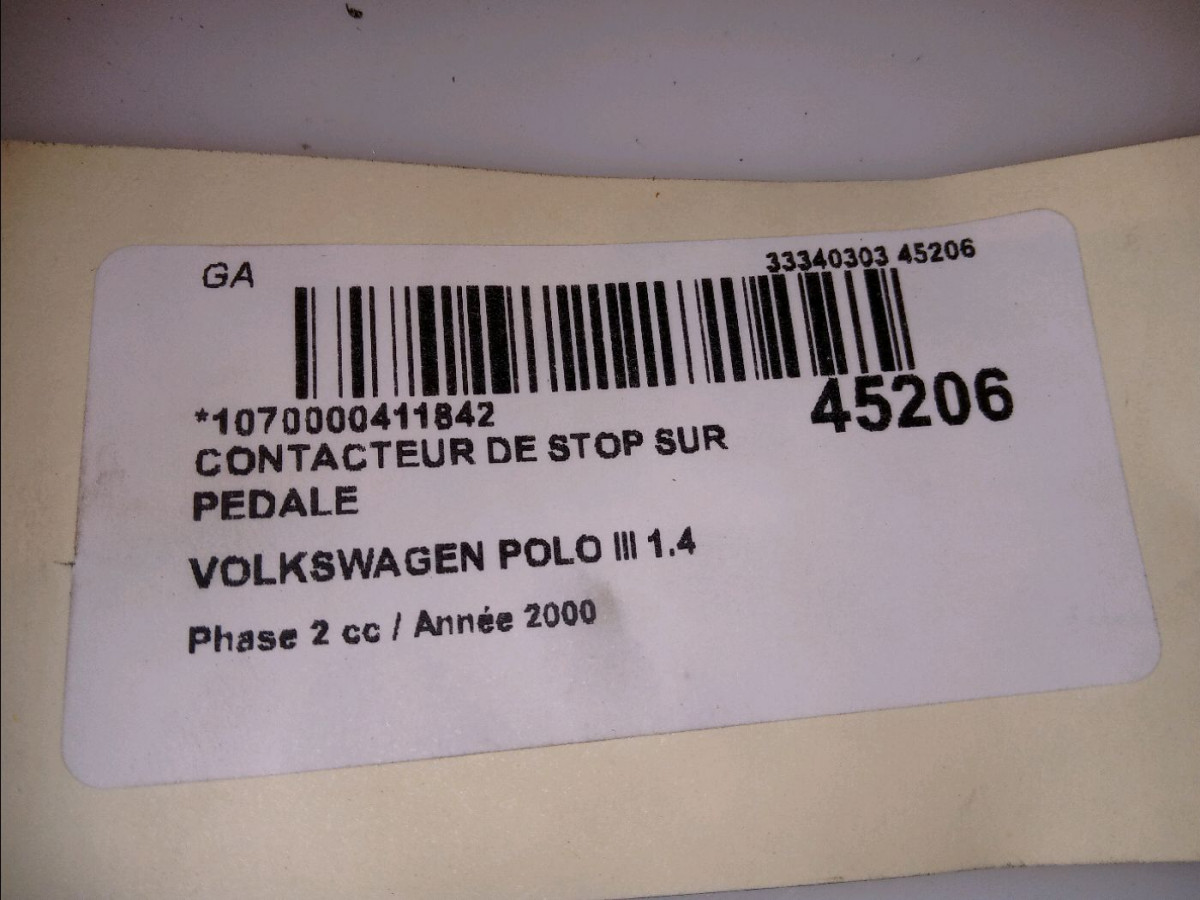 GA
33340303 45206
*1070000411842
45206
CONTACTEUR DE STOP SUR
PEDALE
VOLKSWAGEN POLO III 1.4
Phase 2 cc / Année 2000